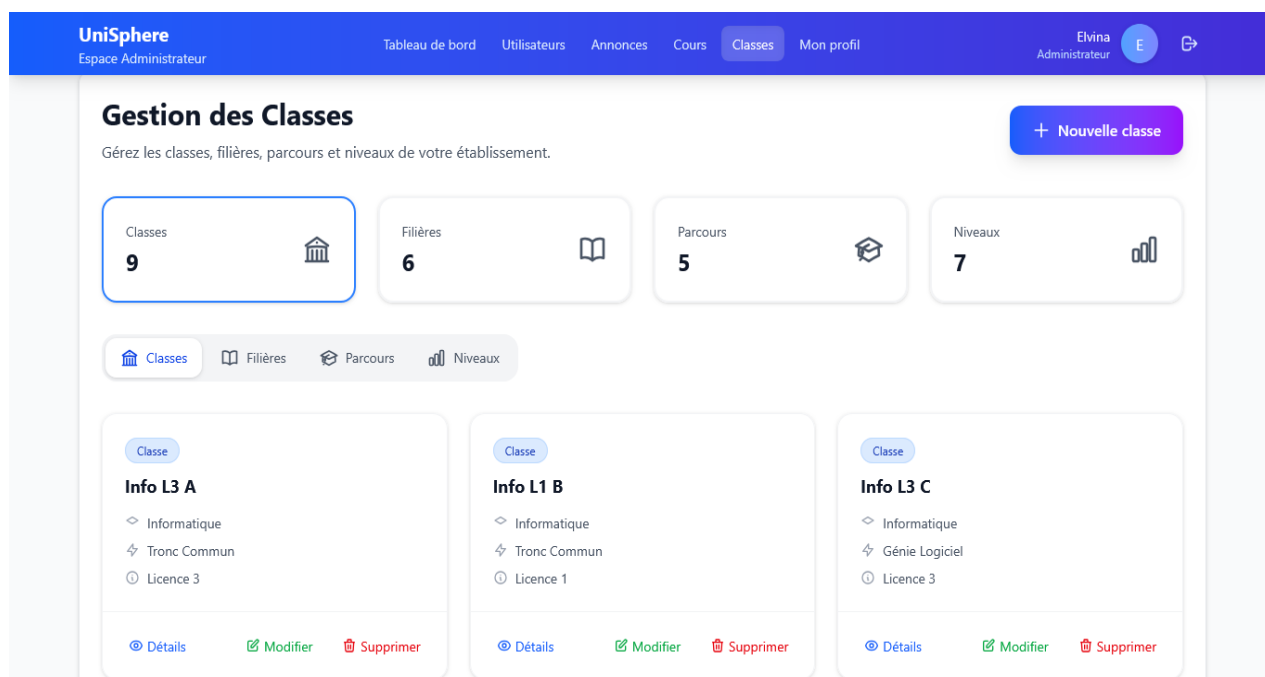 UniSphere
Espace Administrateur
Tableau de bord Utilisateurs Annonces Cours Classes Mon profil
Elvina
Administrateur
E
Gestion des Classes
Gérez les classes, filières, parcours et niveaux de votre établissement.
Nouvelle classe
Classes
9
Filières
6
Parcours
5
Niveaux
7
Classes Filières Parcours Niveaux
Classe
Info L3 A
Informatique
Tronc Commun
Licence 3
Détails Modifier Supprimer
Classe
Info L1 B
Informatique
Tronc Commun
Licence 1
Détails Modifier Supprimer
Classe
Info L3 C
Informatique
Génie Logiciel
Licence 3
Détails Modifier Supprimer